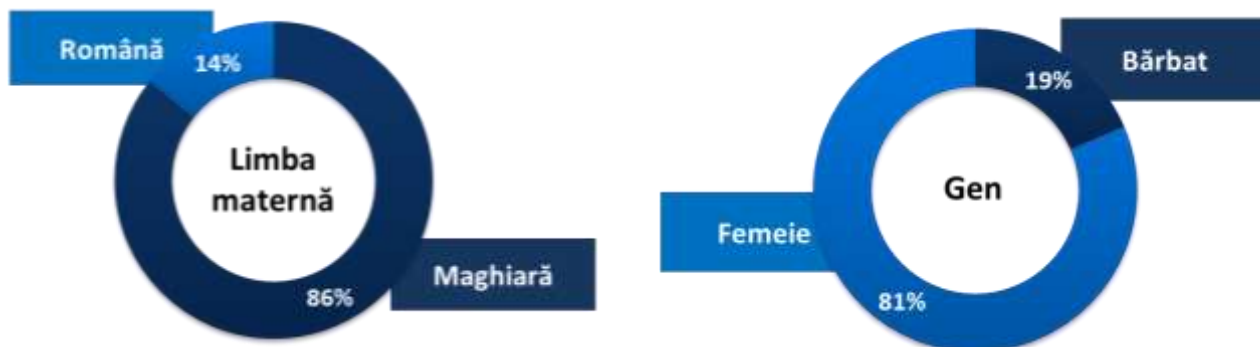 Română
14%
Limba
maternă
Maghiară
86%
Bărbat
19%
Gen
Femeie
81%